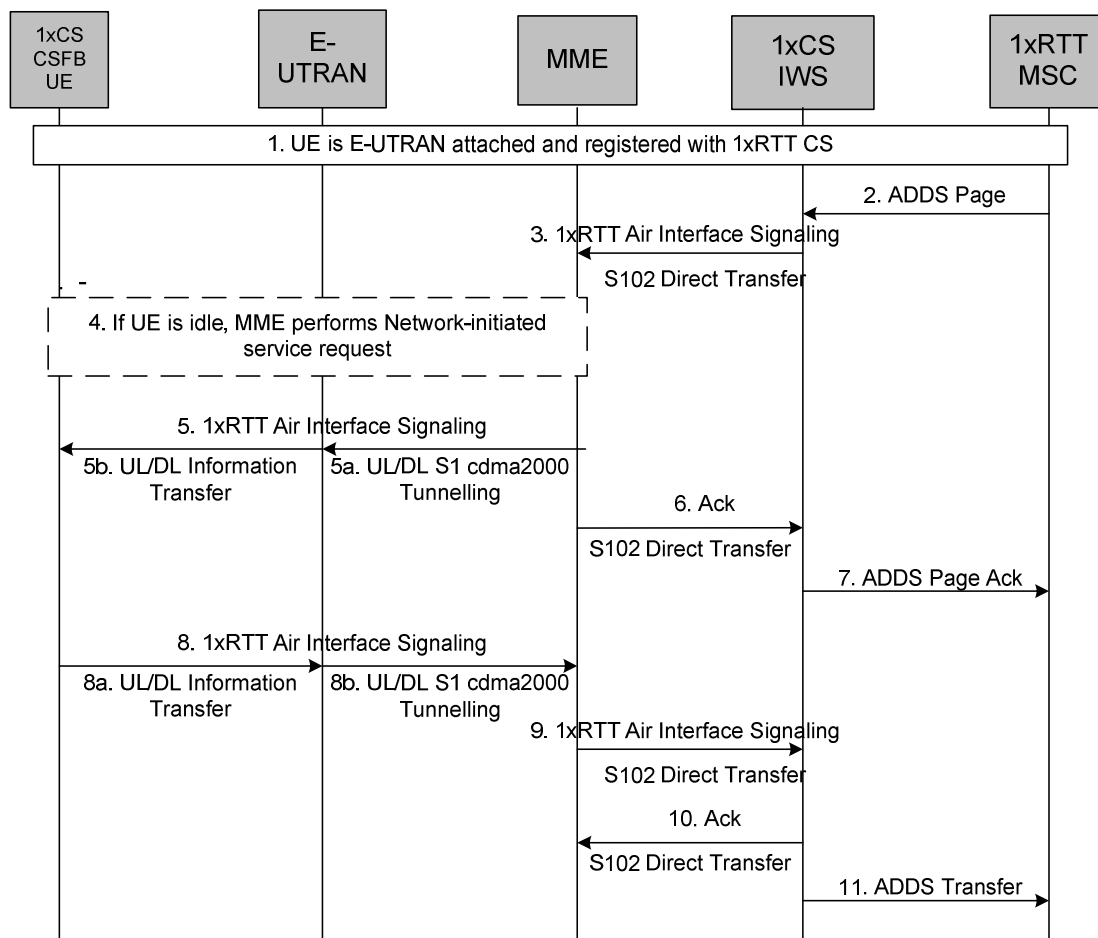 1xCS
CSFB
UE
E-
UTRAN
MME
1xCS
IWS
1xRTT
MSC
1. UE is E-UTRAN attached and registered with 1xRTT CS
2. ADDS Page
3. 1xRTT Air Interface Signaling
S102 Direct Transfer
. -
4. If UE is idle, MME performs Network-initiated
service request
5. 1xRTT Air Interface Signaling
5b. UL/DL Information
Transfer
5a. UL/DL S1 cdma2000
Tunnelling
6. Ack
S102 Direct Transfer
7. ADDS Page Ack
8. 1xRTT Air Interface Signaling
8a. UL/DL Information
Transfer
8b. UL/DL S1 cdma2000
Tunnelling
9. 1xRTT Air Interface Signaling
S102 Direct Transfer
10. Ack
S102 Direct Transfer
11. ADDS Transfer